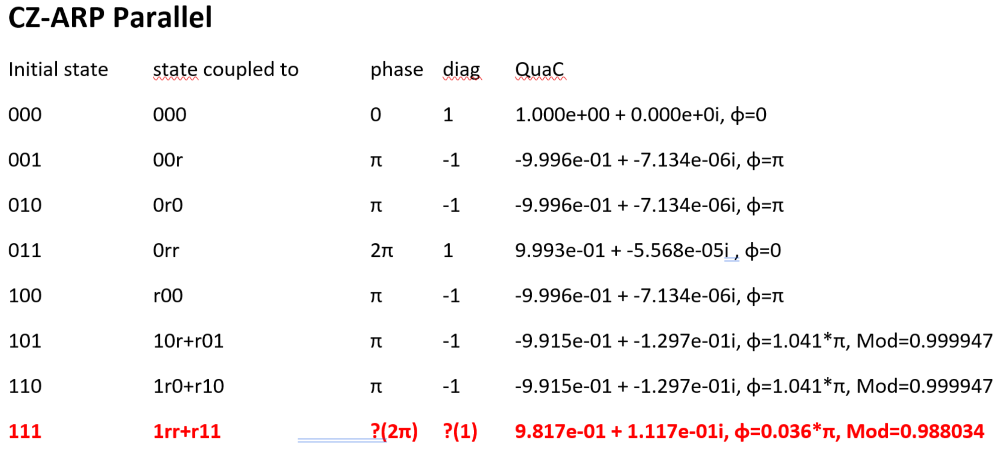 CZ-ARP Parallel
Initial state state coupled to phase diag QuaC
000 000 0 1 1.000e+00 + 0.000e+0i, ϕ=0
001 00r π -1 -9.996e-01 + -7.134e-06i, ϕ=π
010 0r0 π -1 -9.996e-01 + -7.134e-06i, ϕ=π
011 0rr 2π 1 9.993e-01 + -5.568e-05i , ϕ=0
100 r00 π -1 -9.996e-01 + -7.134e-06i, ϕ=π
101 10r+r01 π -1 -9.915e-01 + -1.297e-01i, ϕ=1.041*π, Mod=0.999947
110 1r0+r10 π -1 -9.915e-01 + -1.297e-01i, ϕ=1.041*π, Mod=0.999947
111 1rr+r11 ?(2π) ?(1) 9.817e-01 + 1.117e-01i, ϕ=0.036*π, Mod=0.988034